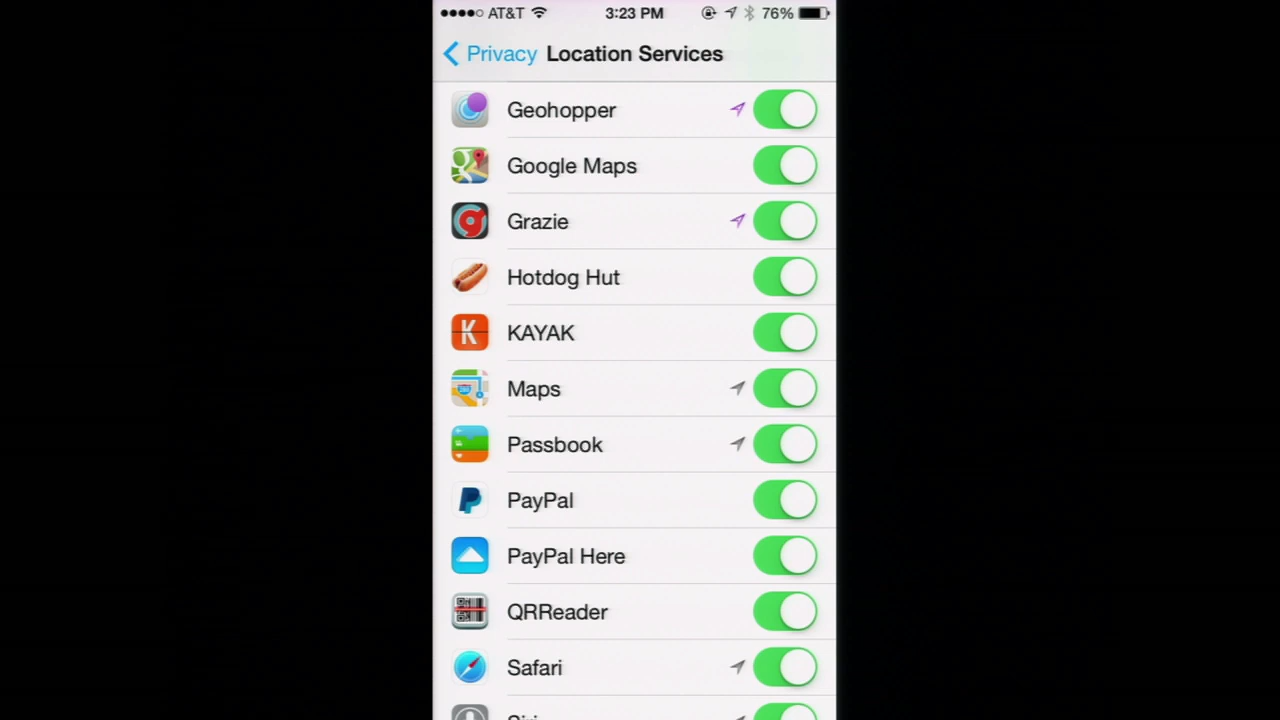 AT&T 3:23 PM 76%
Privacy Location Services
Geohopper
Google Maps
Grazie
Hotdog Hut
K KAYAK
Maps
Passbook
PayPal
PayPal Here
QRReader
Safari
Siri